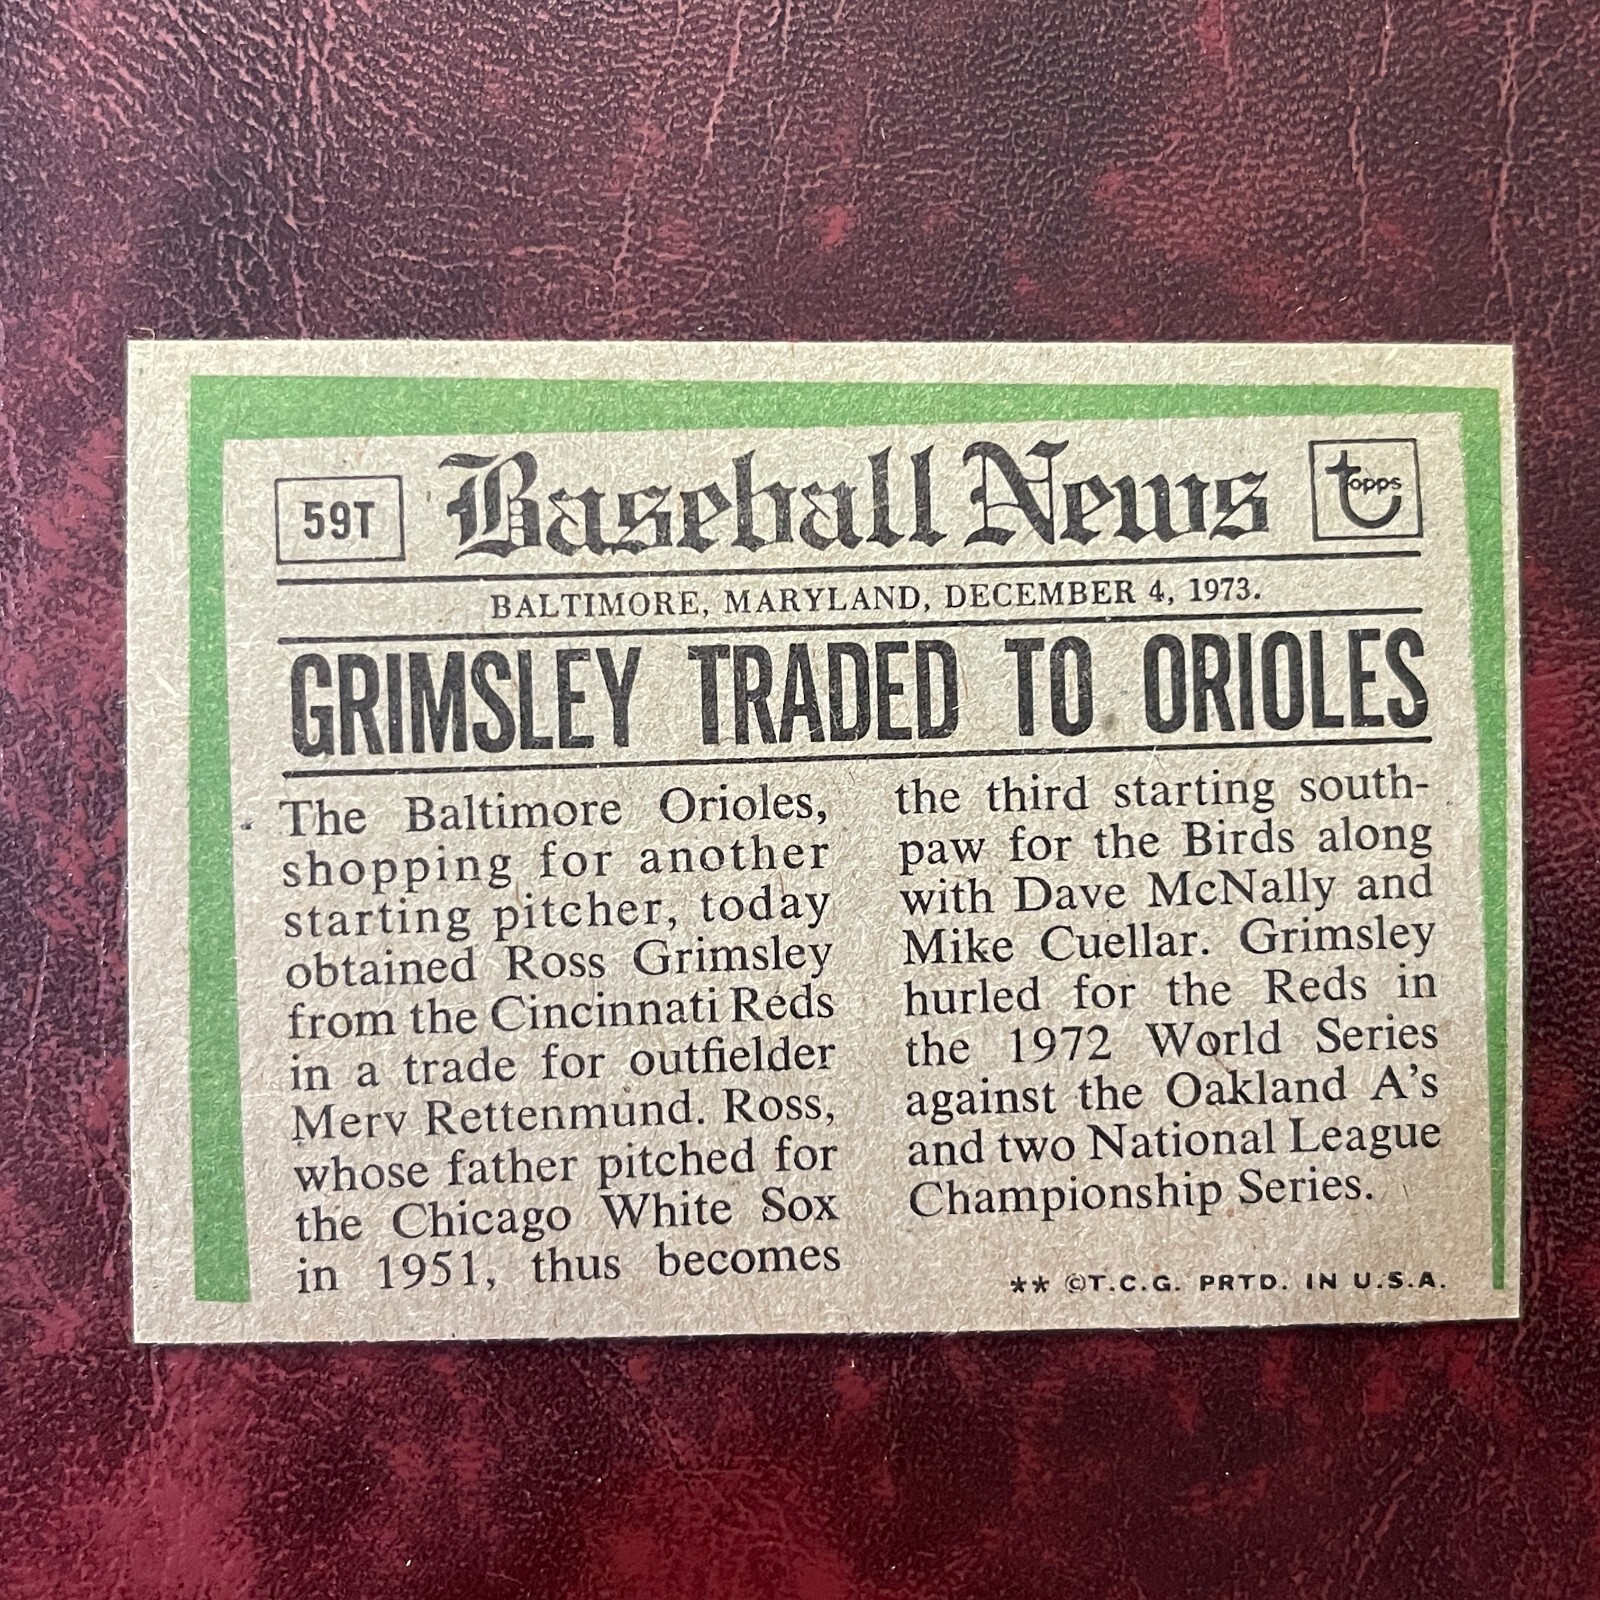 59T
Baseball News
topps
BALTIMORE, MARYLAND, DECEMBER 4, 1973.
GRIMSLEY TRADED TO ORIOLES
The Baltimore Orioles,
shopping for another
starting pitcher, today
obtained Ross Grimsley
from the Cincinnati Reds
in a trade for outfielder
Merv Rettenmund. Ross,
whose father pitched for
the Chicago White Sox
in 1951, thus becomes
the third starting south-
paw for the Birds along
with Dave McNally and
Mike Cuellar. Grimsley
hurled for the Reds in
the 1972 World Series
against the Oakland A's
and two National League
Championship Series.
** ©T.C.G. PRTD. IN U.S.A.